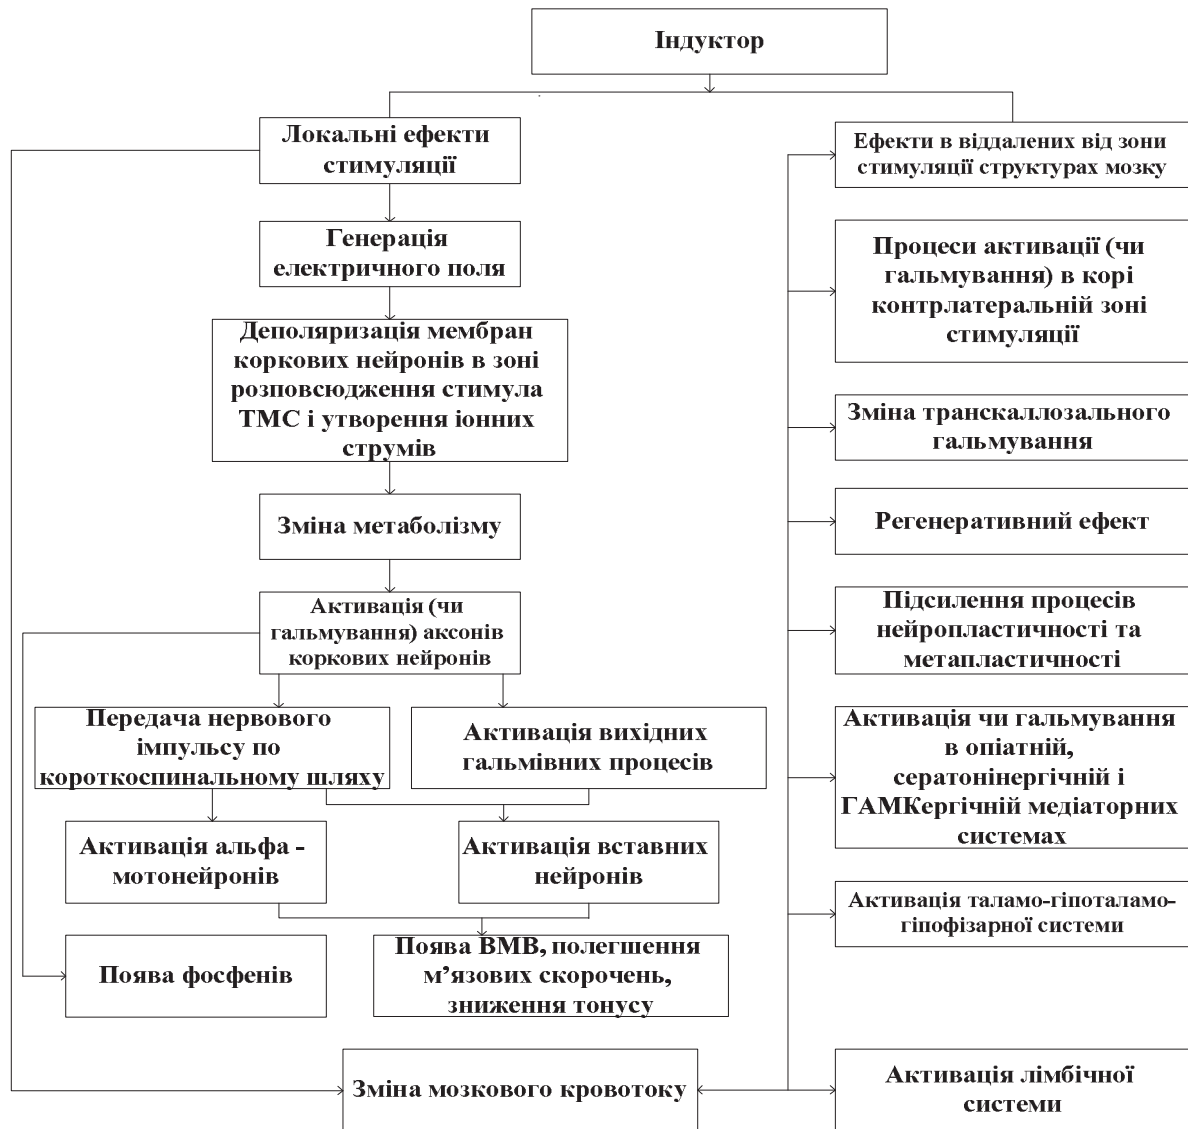 Індуктор
Локальні ефекти
стимуляції
Генерація
електричного поля
Деполяризація мембран
коркових нейронів в зоні
розповсюдження стимула
ТМС і утворення іонних
струмів
Зміна метаболізму
Активація (чи
гальмування) аксонів
коркових нейронів
Передача нервового
імпульсу по
короткоспинальному шляху
Активація вихідних
гальмівних процесів
Активація альфа -
мотонейронів
Активація вставних
нейронів
Поява фосфенів
Поява ВМВ, полегшення
м’язових скорочень,
зниження тонусу
Зміна мозкового кровотоку
Ефекти в віддалених від зони
стимуляції структурах мозку
Процеси активації (чи
гальмування) в корі
контрлатеральній зоні
стимуляції
Зміна транскаллозального
гальмування
Регенеративний ефект
Підсилення процесів
нейропластичності та
метапластичності
Активація чи гальмування
в опіатній,
сератонінергічній і
ГАМКергічній медіаторних
системах
Активація таламо-гіпоталамо-
гіпофізарної системи
Активація лімбічної
системи